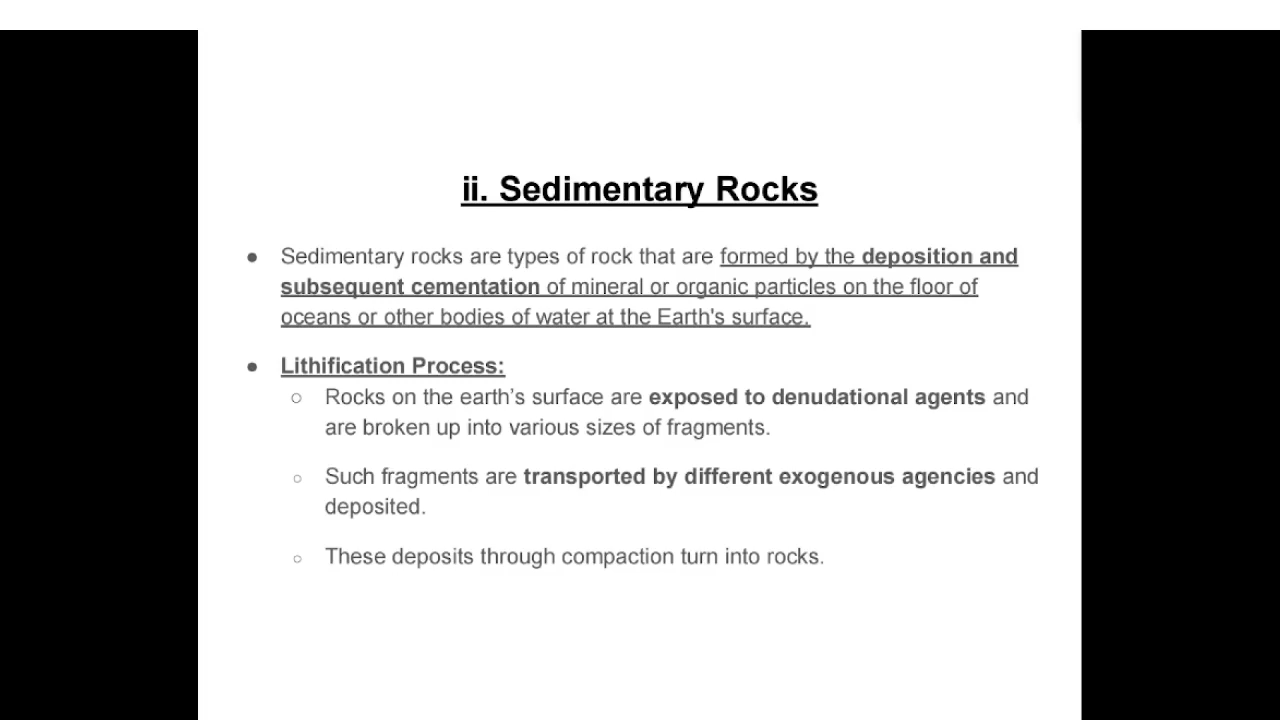 ii. Sedimentary Rocks
● Sedimentary rocks are types of rock that are formed by the deposition and
subsequent cementation of mineral or organic particles on the floor of
oceans or other bodies of water at the Earth's surface.
● Lithification Process:
○ Rocks on the earth’s surface are exposed to denudational agents and
are broken up into various sizes of fragments.
○ Such fragments are transported by different exogenous agencies and
deposited.
○ These deposits through compaction turn into rocks.